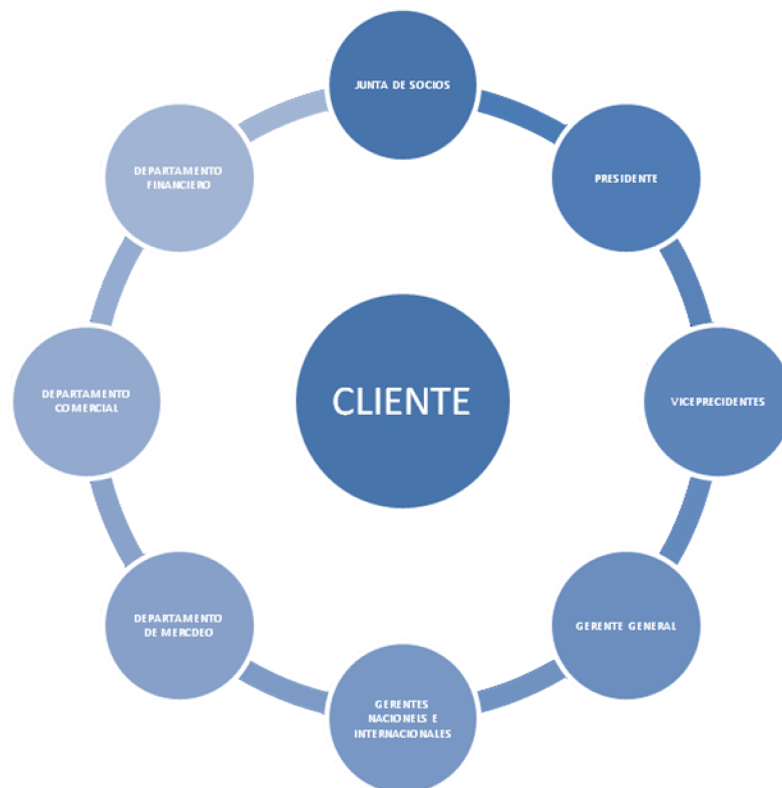 JUNTA DE SOCIOS
PRESIDENTE
VICEPRECIDENTES
GERENTE GENERAL
GERENTES
NACIONELS E
INTERNACIONALES
DEPARTAMENTO
DE MERCDEO
DEPARTAMENTO
COMERCIAL
DEPARTAMENTO
FINANCIERO
CLIENTE